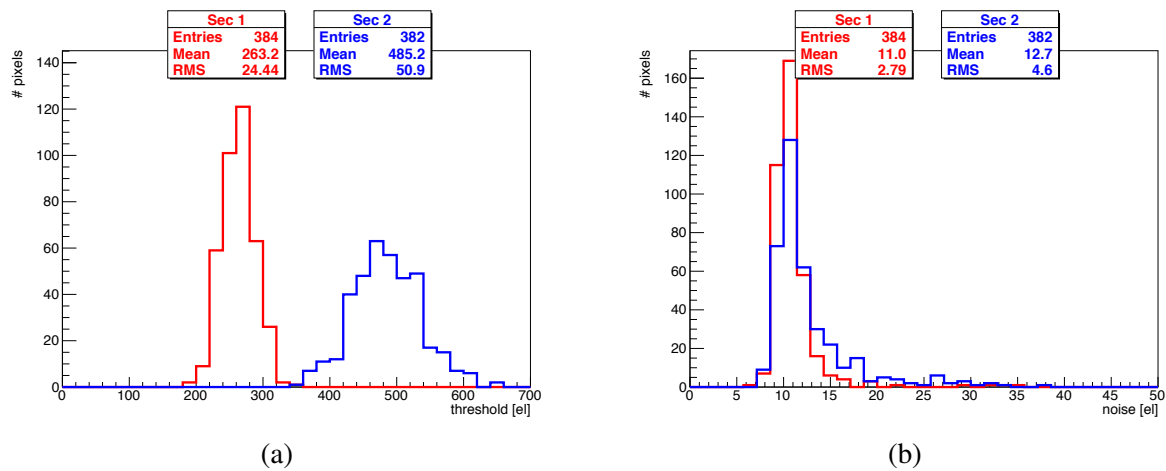 Sec 1
Entries 384
Mean 263.2
RMS 24.44
Sec 2
Entries 382
Mean 485.2
RMS 50.9
# pixels
140
120
100
80
60
40
20
0
0 100 200 300 400 500 600 700
threshold [el]
(a)
Sec 1
Entries 384
Mean 11.0
RMS 2.79
Sec 2
Entries 382
Mean 12.7
RMS 4.6
# pixels
160
140
120
100
80
60
40
20
0
0 5 10 15 20 25 30 35 40 45 50
noise [el]
(b)